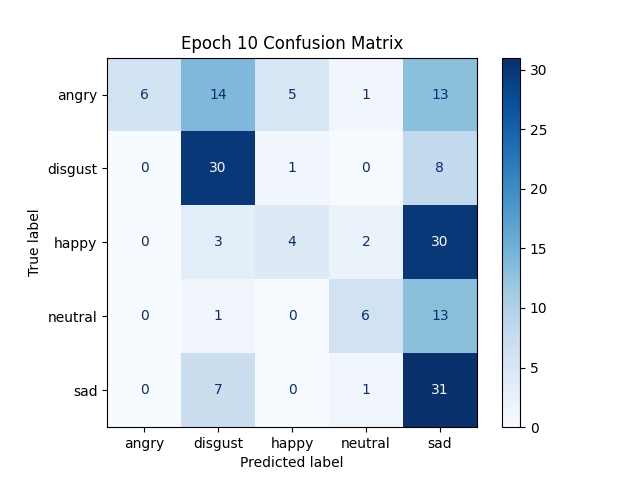 Epoch 10 Confusion Matrix
angry 6 14 5 1 13
disgust 0 30 1 0 8
happy 0 3 4 2 30
neutral 0 1 0 6 13
sad 0 7 0 1 31
angry disgust happy neutral sad
Predicted label
True label
30
25
20
15
10
5
0